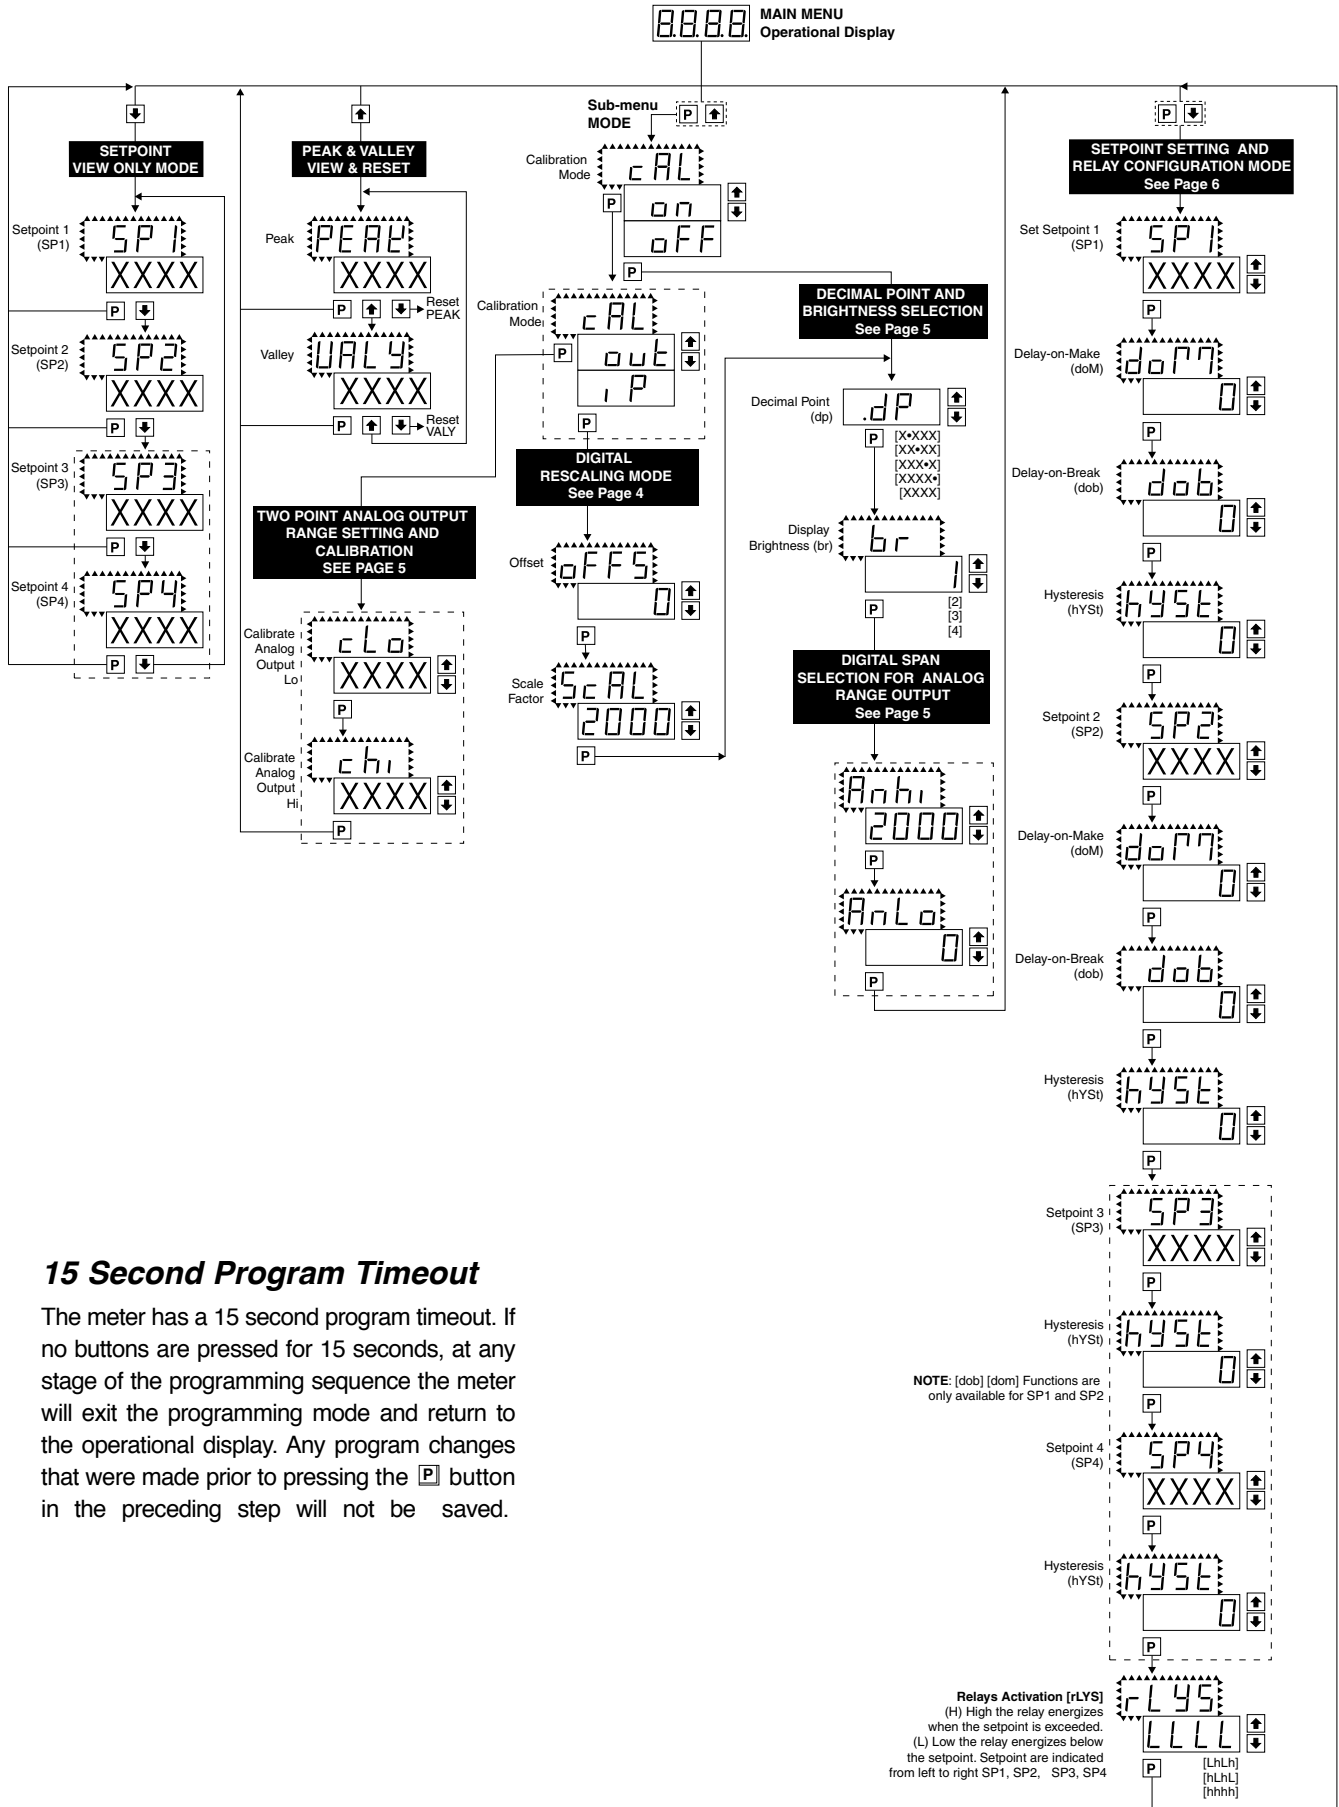 8.8.8.8.
MAIN MENU
Operational Display
SETPOINT
VIEW ONLY MODE
Setpoint 1
(SP1)
SP1
XXXX
P
Setpoint 2
(SP2)
SP2
XXXX
P
Setpoint 3
(SP3)
SP3
XXXX
P
Setpoint 4
(SP4)
SP4
XXXX
P
PEAK & VALLEY
VIEW & RESET
Peak
PEAK
XXXX
P
Reset
PEAK
Valley
VALY
XXXX
P
Reset
VALY
TWO POINT ANALOG OUTPUT
RANGE SETTING AND
CALIBRATION
SEE PAGE 5
Calibrate
Analog
Output
Lo
cLo
XXXX
P
Calibrate
Analog
Output
Hi
chi
XXXX
P
Sub-menu
MODE
P
Calibration
Mode
cAL
on
oFF
P
P
Calibration
Mode
cAL
out
iP
P
P
DIGITAL
RESCALING MODE
See Page 4
Offset
oFFS
0
P
Scale
Factor
ScAL
2000
P
DECIMAL POINT AND
BRIGHTNESS SELECTION
See Page 5
Decimal Point
(dp)
.dP
P
[X•XXX]
[XX•XX]
[XXX•X]
[XXXX•]
[XXXX]
Display
Brightness (br)
br
1
P
[2]
[3]
[4]
DIGITAL SPAN
SELECTION FOR ANALOG
RANGE OUTPUT
See Page 5
Anhi
2000
P
AnLo
0
P
P
SETPOINT SETTING AND
RELAY CONFIGURATION MODE
See Page 6
Set Setpoint 1
(SP1)
SP1
XXXX
P
Delay-on-Make
(doM)
doM
0
P
Delay-on-Break
(dob)
dob
0
P
Hysteresis
(hYSt)
hYSt
0
P
Setpoint 2
(SP2)
SP2
XXXX
P
Delay-on-Make
(doM)
doM
0
P
Delay-on-Break
(dob)
dob
0
P
Hysteresis
(hYSt)
hYSt
0
P
Setpoint 3
(SP3)
SP3
XXXX
P
Hysteresis
(hYSt)
hYSt
0
NOTE: [dob] [dom] Functions are
only available for SP1 and SP2
P
Setpoint 4
(SP4)
SP4
XXXX
P
Hysteresis
(hYSt)
hYSt
0
P
Relays Activation [rLYS]
(H) High the relay energizes
when the setpoint is exceeded.
(L) Low the relay energizes below
the setpoint. Setpoint are indicated
from left to right SP1, SP2, SP3, SP4
rLYS
LLLL
P
[LhLh]
[hLhL]
[hhhh]
15 Second Program Timeout
The meter has a 15 second program timeout. If
no buttons are pressed for 15 seconds, at any
stage of the programming sequence the meter
will exit the programming mode and return to
the operational display. Any program changes
that were made prior to pressing the P button
in the preceding step will not be saved.